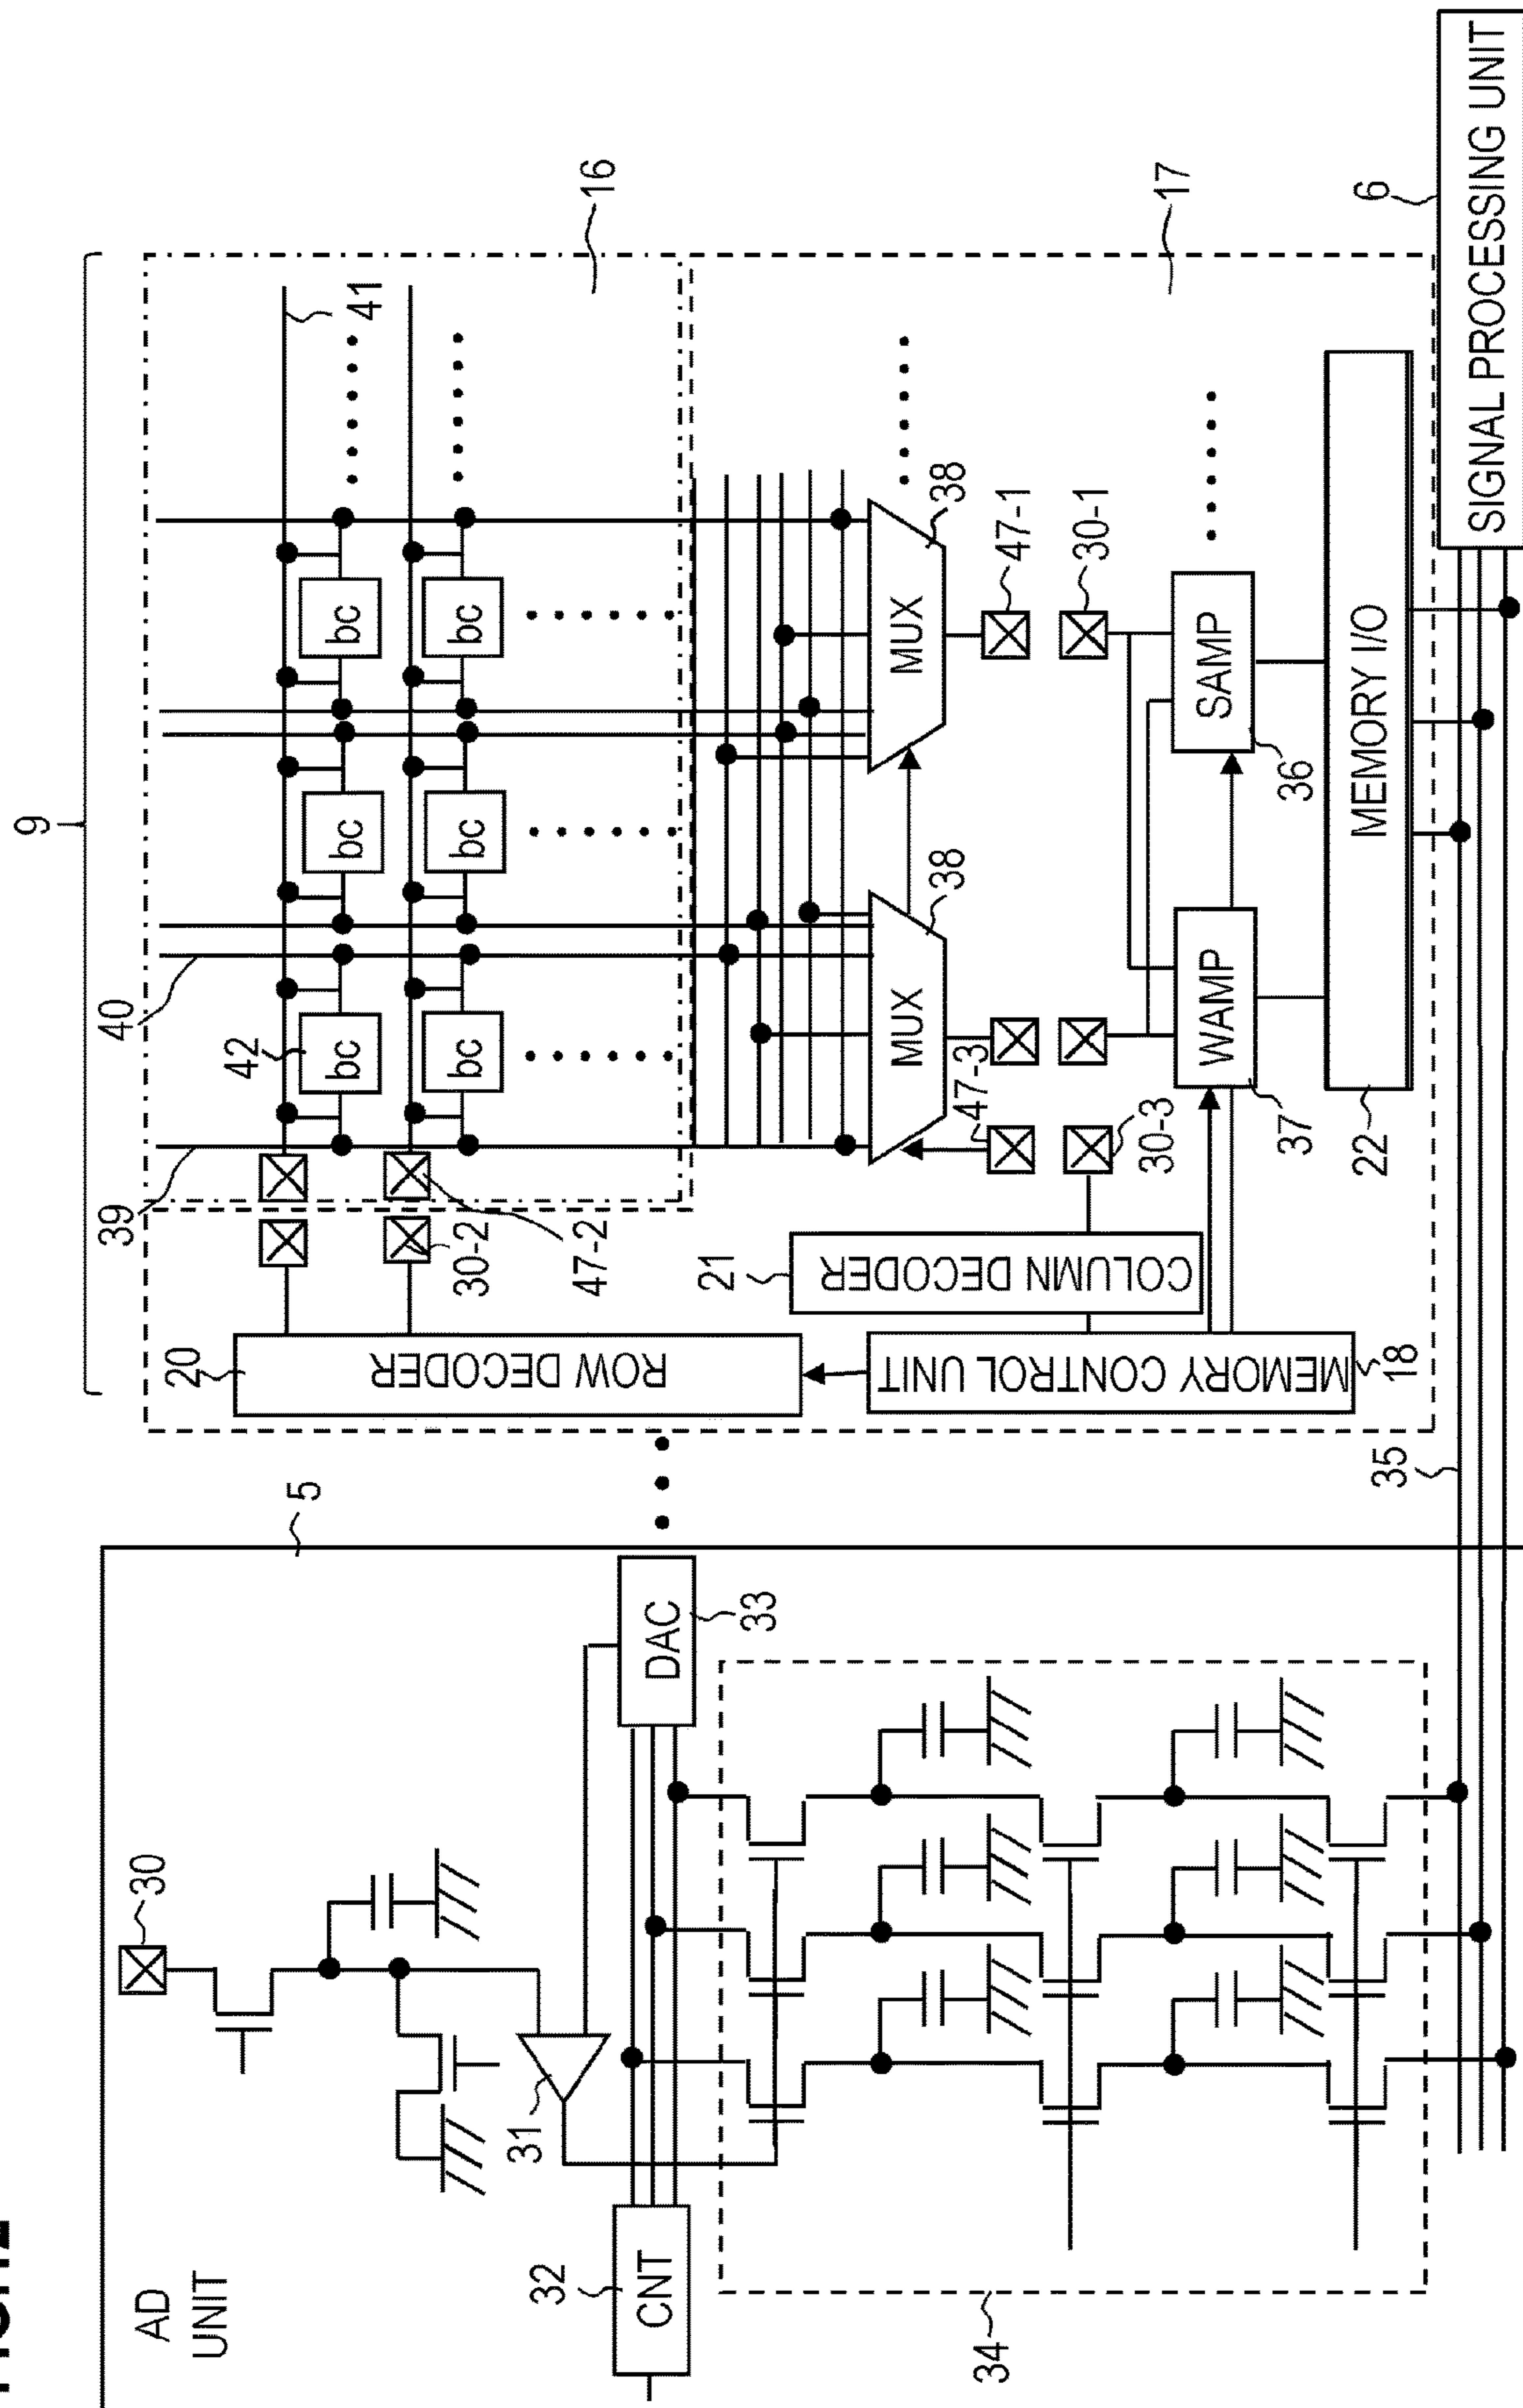 AD
UNIT
30
31
CNT
32
DAC
33
34
5
35
9
20
ROW DECODER
21
COLUMN DECODER
MEMORY CONTROL UNIT
18
39
40
42
41
bc
bc
bc
bc
bc
bc
16
30-2
47-2
MUX
38
MUX
38
47-3
47-1
30-3
30-1
17
WAMP
37
SAMP
36
MEMORY I/O
22
6
SIGNAL PROCESSING UNIT